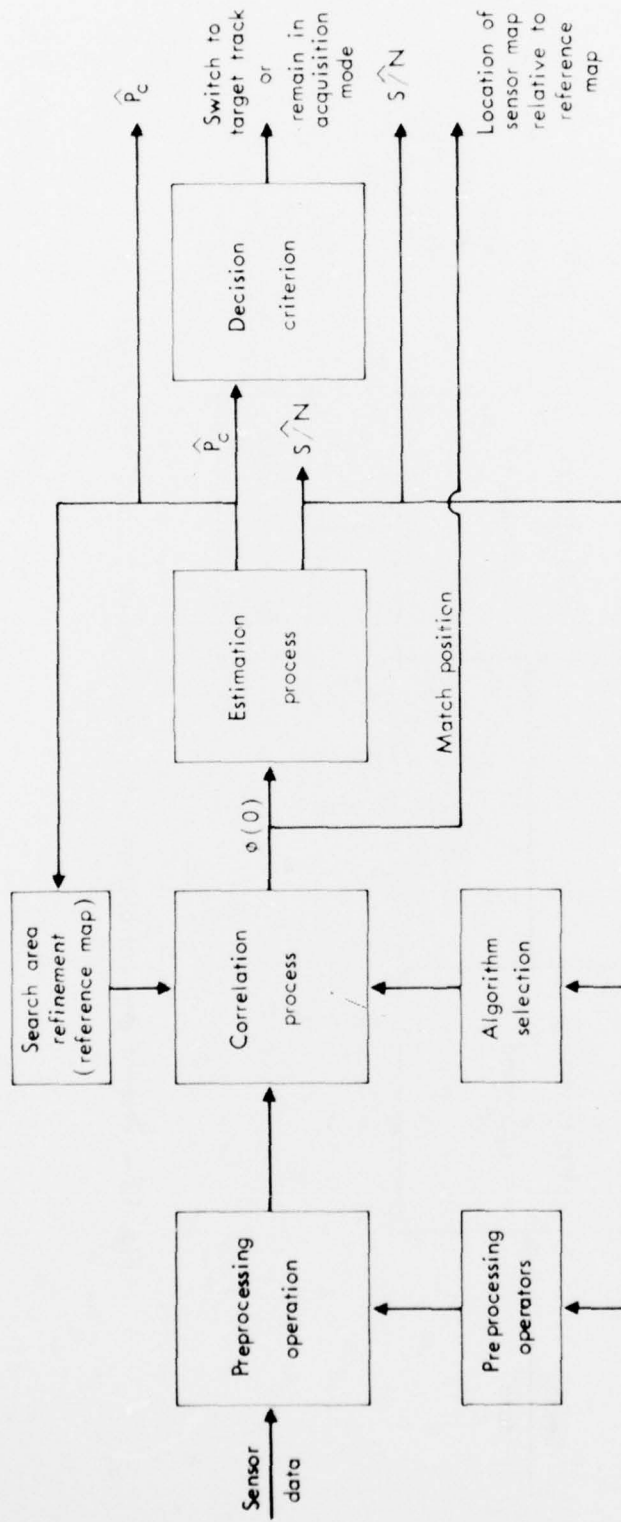 Search area
refinement
(reference map)
P̂c
Switch to
target track
or
remain in
acquisition
mode
Sensor
data
Preprocessing
operation
Correlation
process
φ(0)
Estimation
process
P̂c
Decision
criterion
Ŝ/N
Ŝ/N
Match position
Location of
sensor map
relative to
reference
map
Preprocessing
operators
Algorithm
selection